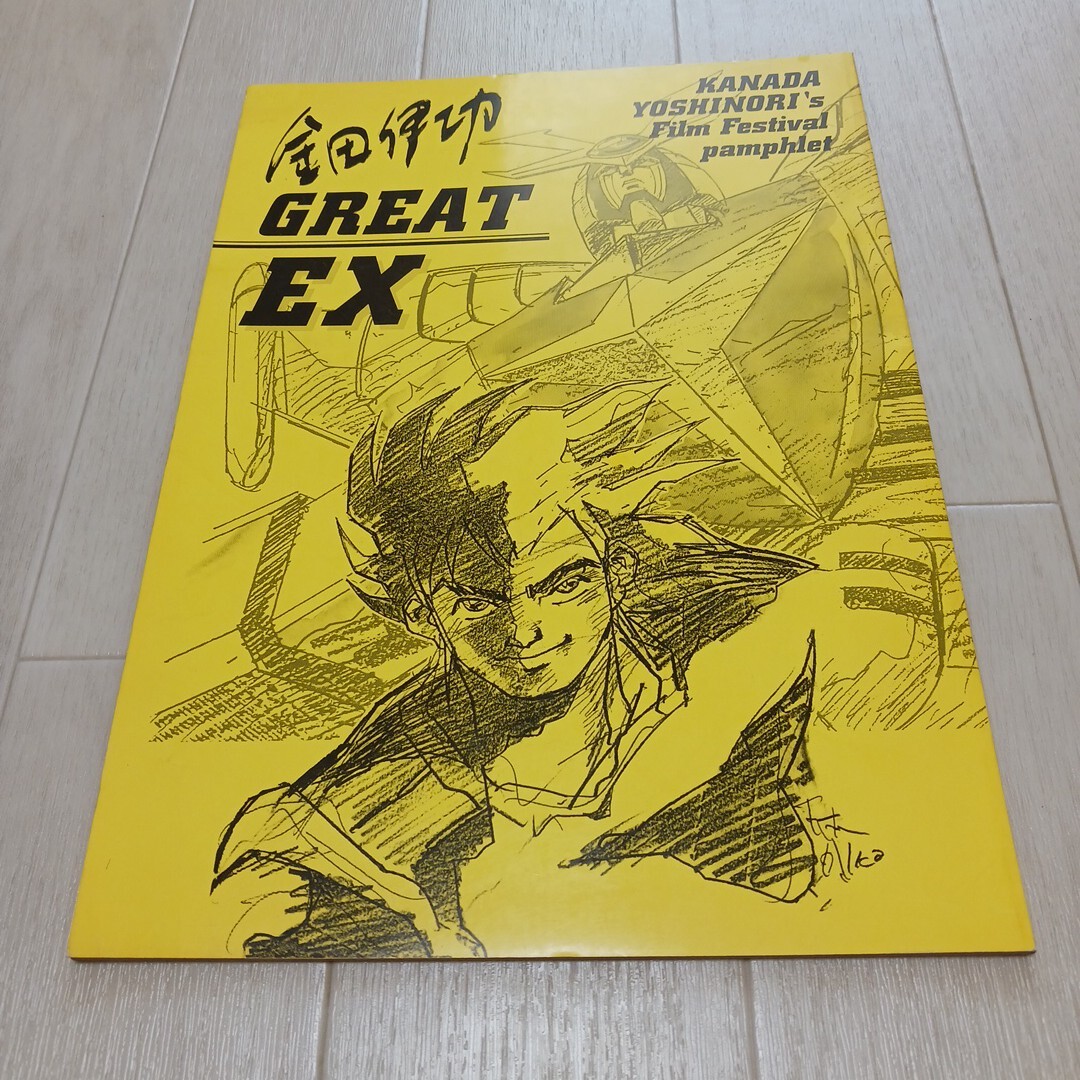 金田伊功
GREAT
EX
KANADA
YOSHINORI's
Film Festival
pamphlet